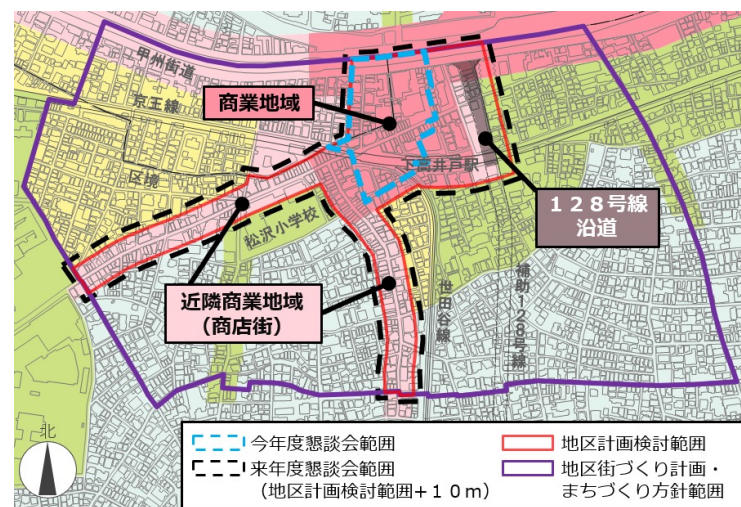 甲州街道
京王線
商業地域
区境
下高井戸駅
128号線
沿道
松沢小学校
近隣商業地域
(商店街)
世田谷線
補助128号線
北
今年度懇談会範囲
地区計画検討範囲
来年度懇談会範囲
(地区計画検討範囲+10m)
地区街づくり計画・
まちづくり方針範囲